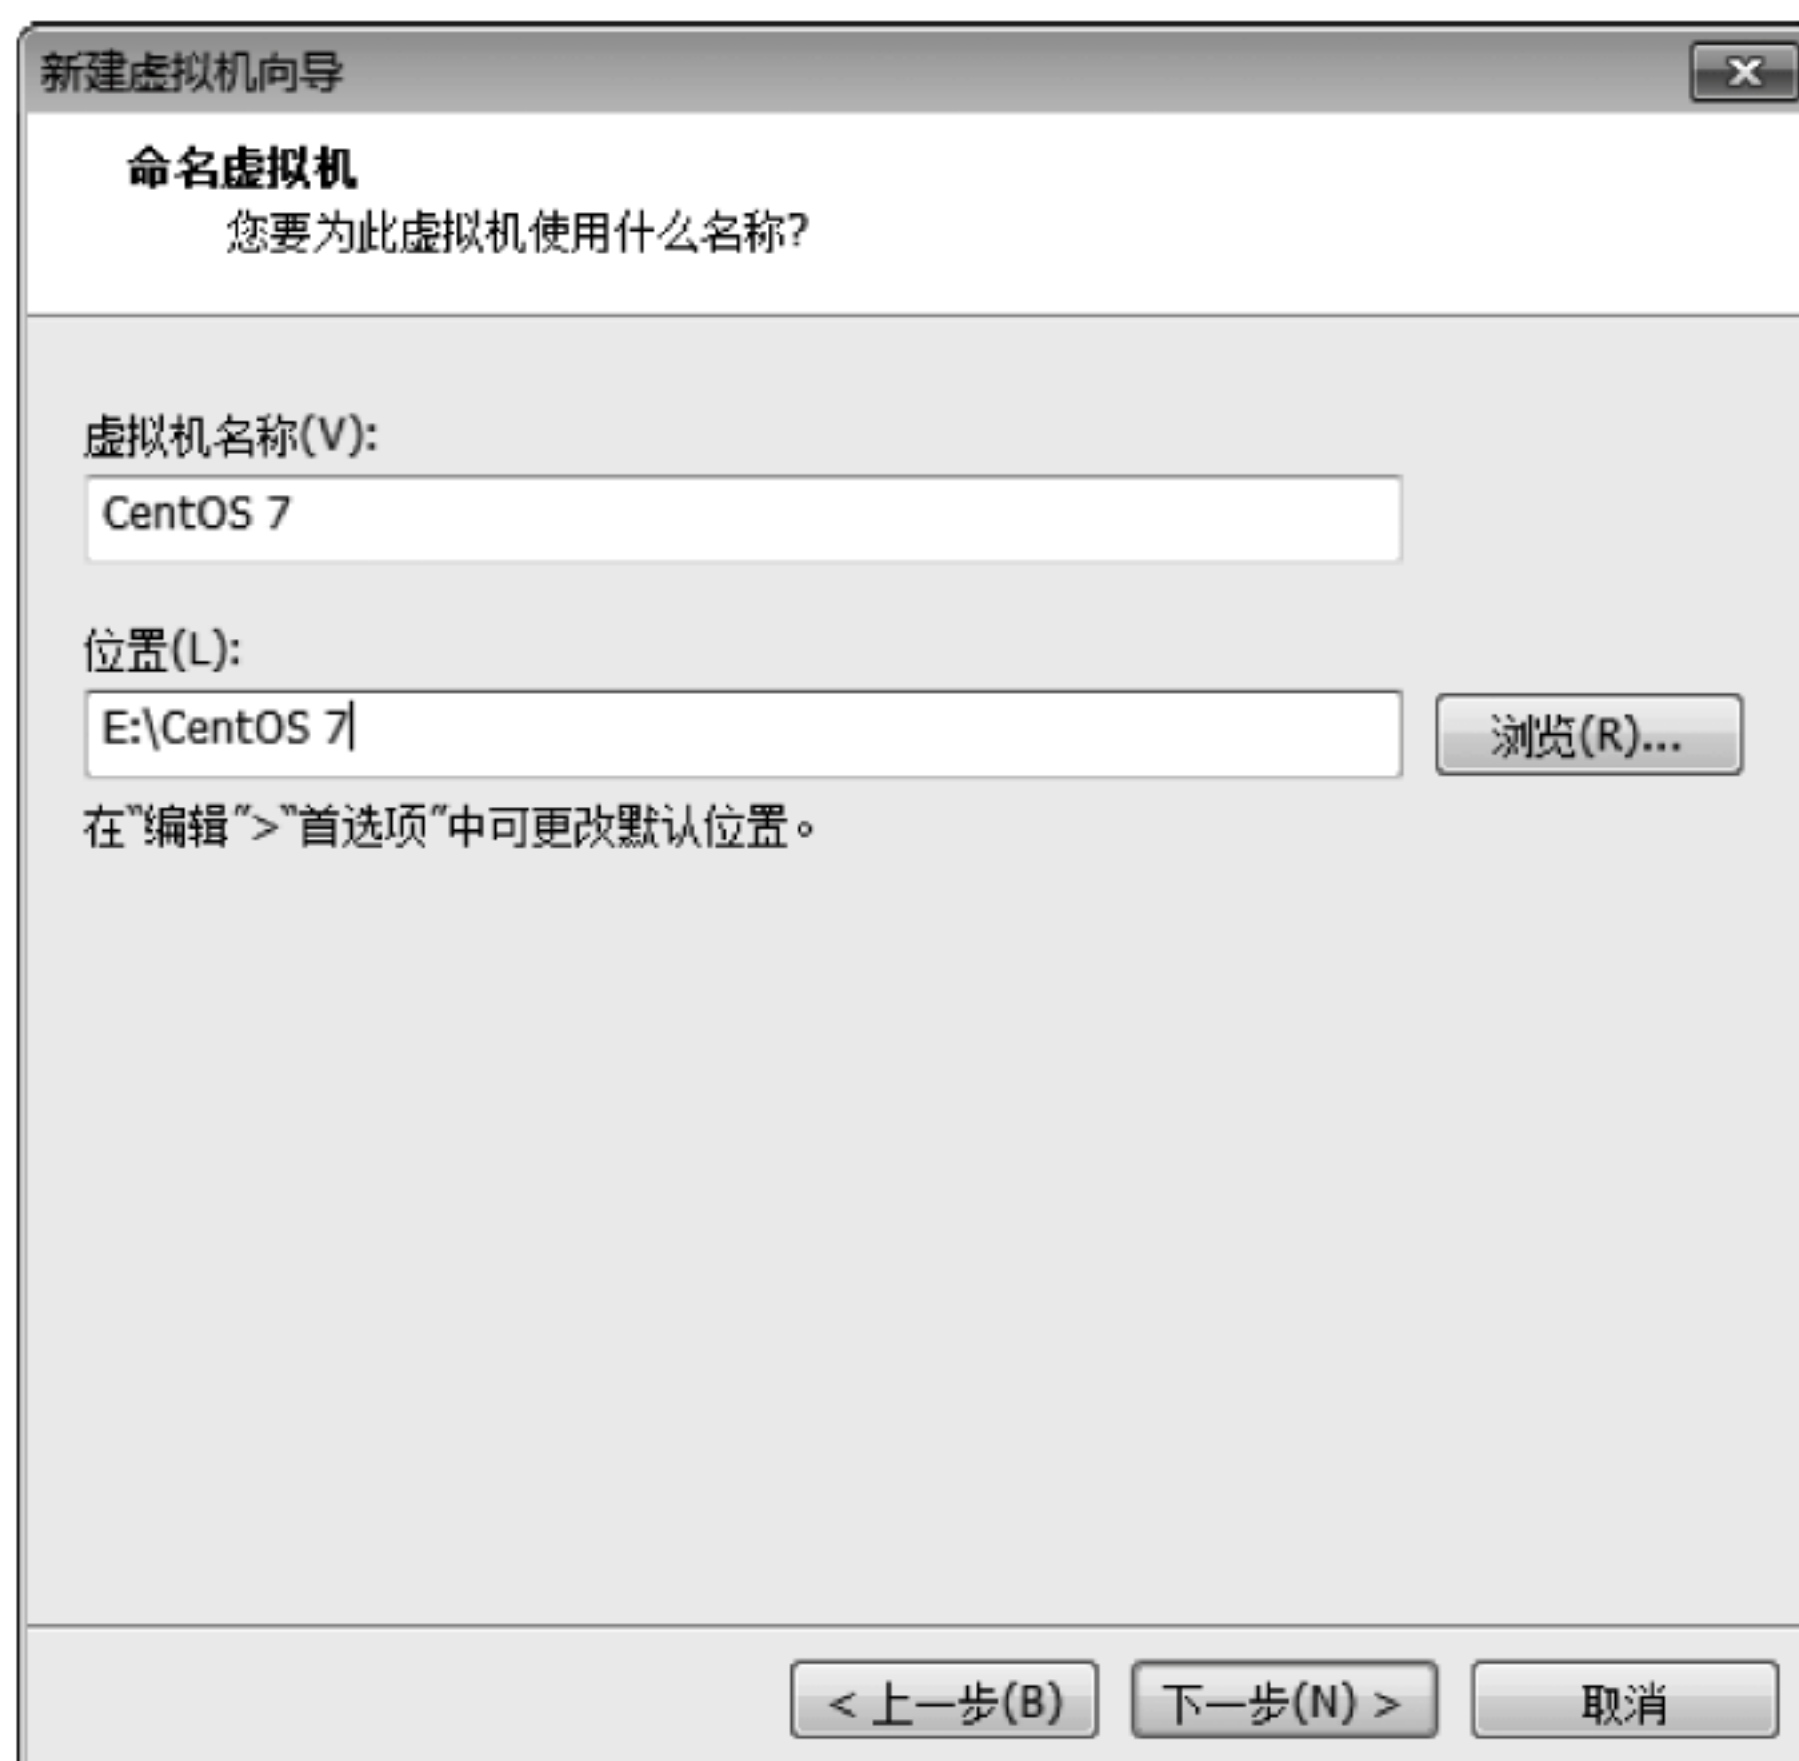 新建虚拟机向导
命名虚拟机
您要为此虚拟机使用什么名称?
虚拟机名称(V):
CentOS 7
位置(L):
E:\CentOS 7
浏览(R)...
在"编辑">"首选项"中可更改默认位置。
< 上一步(B)
下一步(N) >
取消